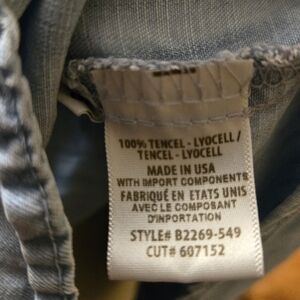 100% TENCEL - LYOCELL /
TENCEL - LYOCELL
MADE IN USA
WITH IMPORT COMPONENTS
FABRIQUÉ EN ETATS UNIS
AVEC LE COMPOSANT
D'IMPORTATION
STYLE# B2269-549
CUT# 607152